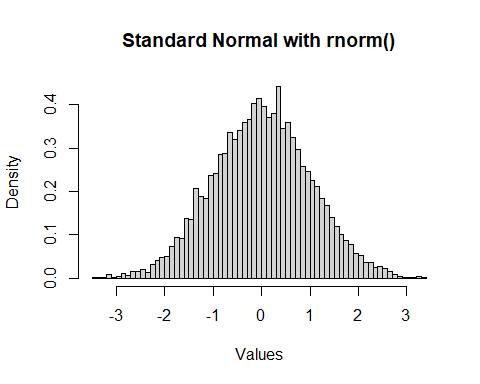 Standard Normal with rnorm()
Density
0.4
0.3
0.2
0.1
0.0
-3 -2 -1 0 1 2 3
Values